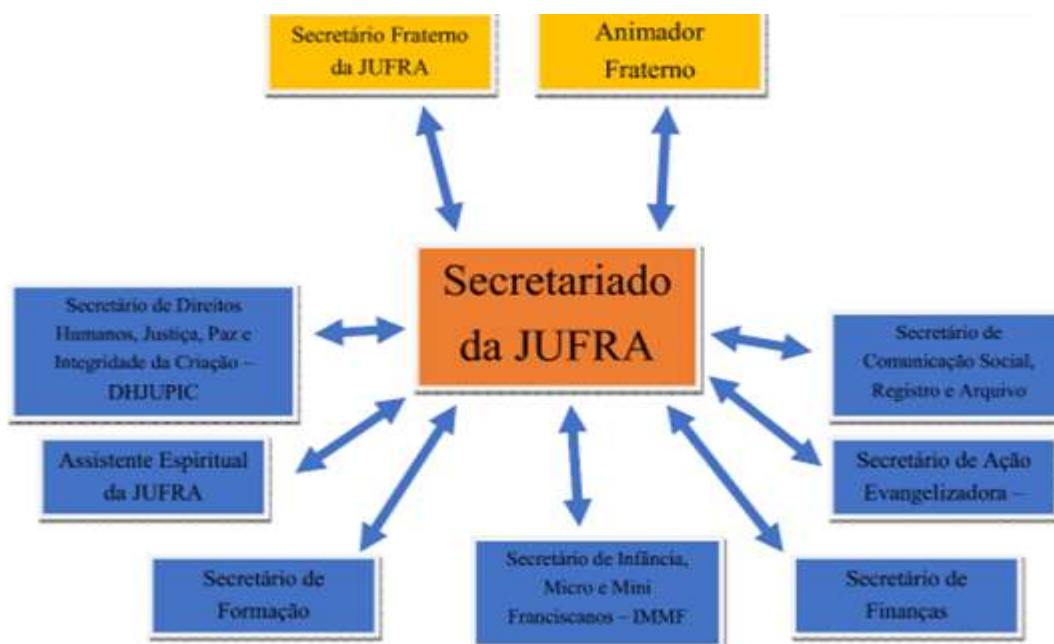 Secretário Fraterno
da JUFRA
Animador
Fraterno
Secretariado
da JUFRA
Secretário de Direitos
Humanos, Justiça, Paz e
Integridade da Criação –
DHJUPIC
Secretário de
Comunicação Social,
Registro e Arquivo
Assistente Espiritual
da JUFRA
Secretário de Ação
Evangelizadora –
Secretário de
Formação
Secretário de Infância,
Micro e Mini
Franciscanos – IMMF
Secretário de
Finanças